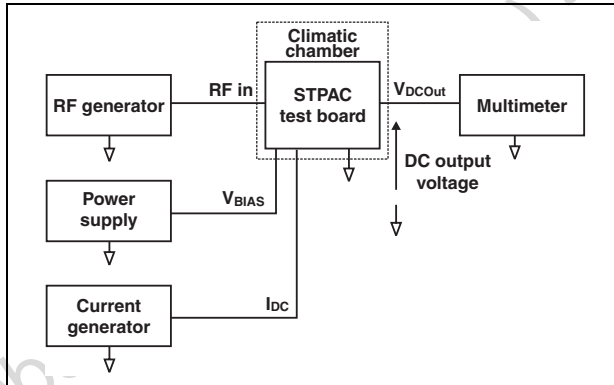 Climatic
chamber
RF generator
RF in
STPAC
test board
VDCOut
Multimeter
DC output
voltage
Power
supply
VBIAS
Current
generator
IDC